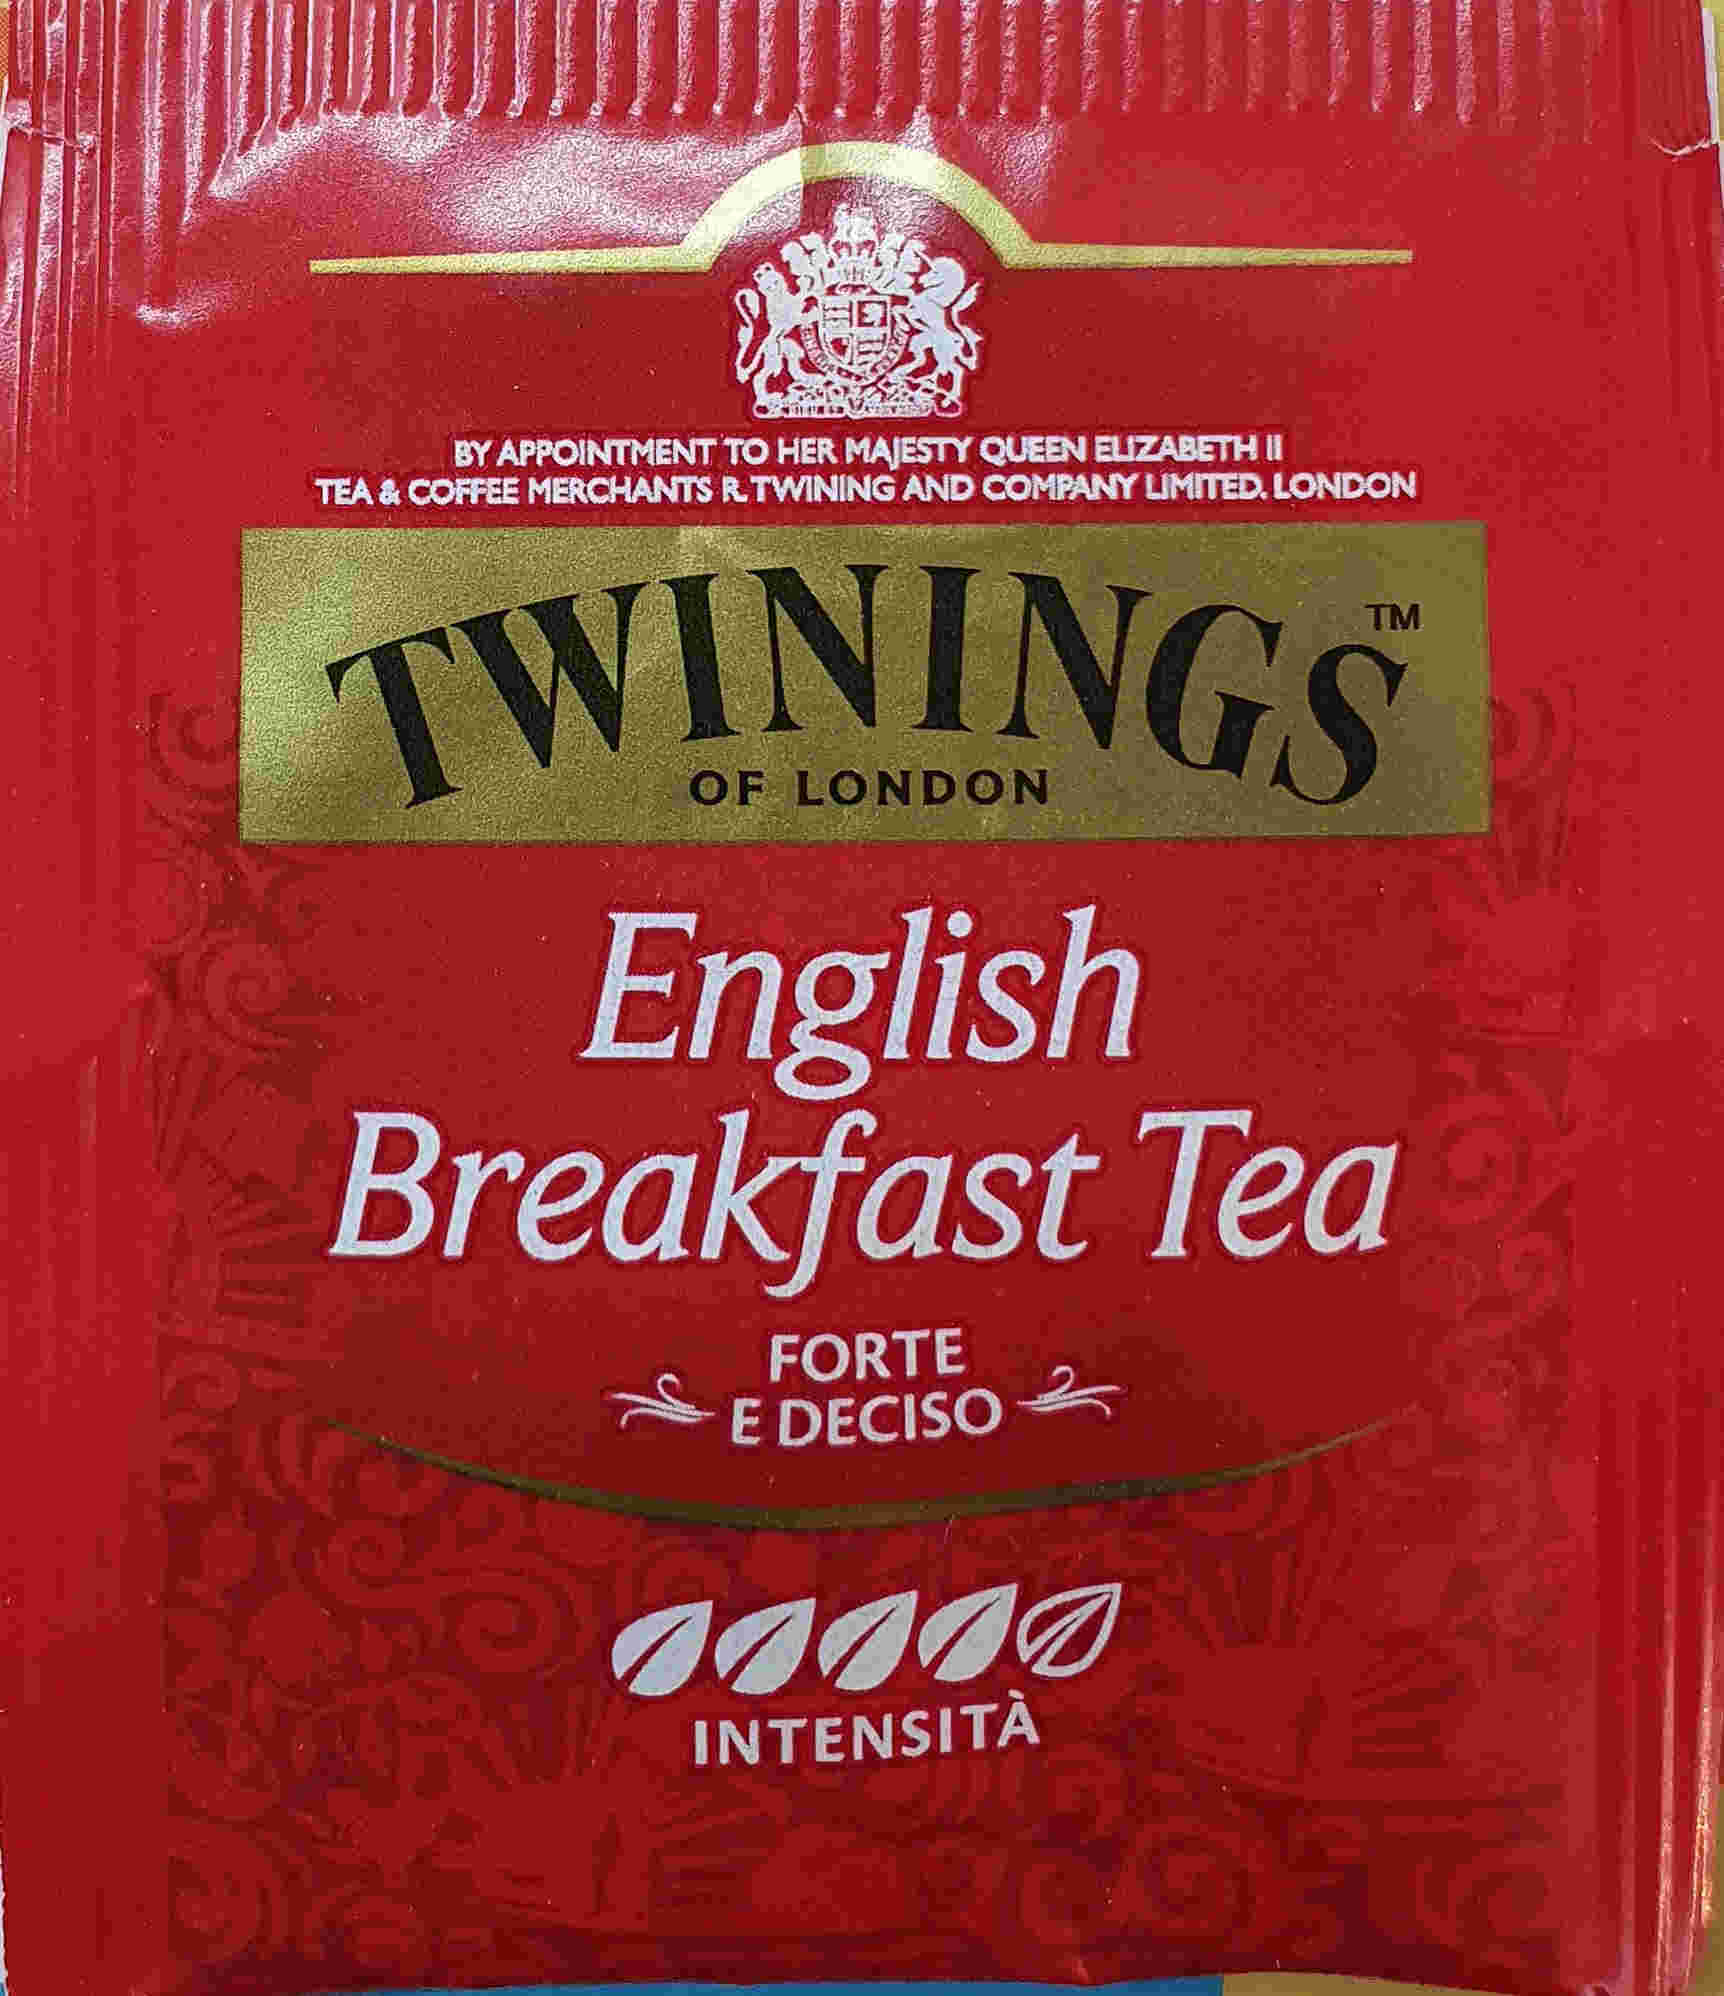 BY APPOINTMENT TO HER MAJESTY QUEEN ELIZABETH II
TEA & COFFEE MERCHANTS R. TWINING AND COMPANY LIMITED. LONDON
TWININGS™
OF LONDON
English
Breakfast Tea
FORTE
E DECISO
INTENSITÀ